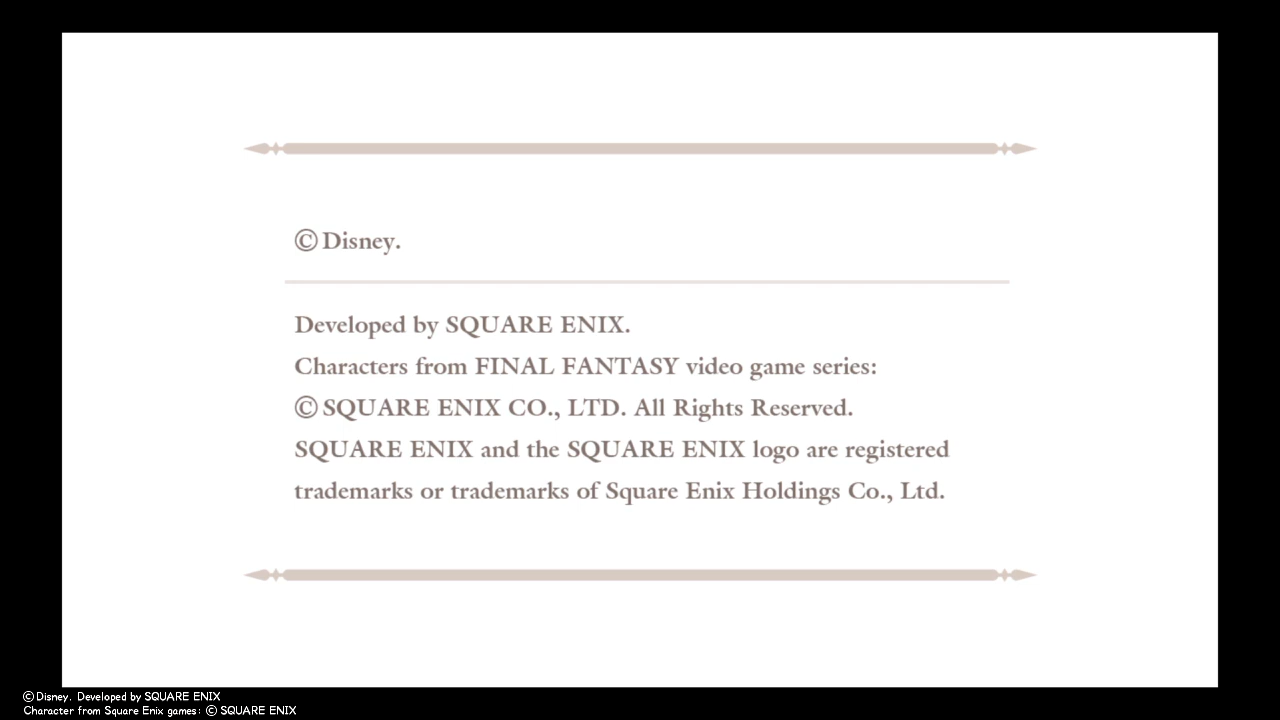 © Disney.
Developed by SQUARE ENIX.
Characters from FINAL FANTASY video game series:
© SQUARE ENIX CO., LTD. All Rights Reserved.
SQUARE ENIX and the SQUARE ENIX logo are registered
trademarks or trademarks of Square Enix Holdings Co., Ltd.
© Disney. Developed by SQUARE ENIX
Character from Square Enix games: © SQUARE ENIX